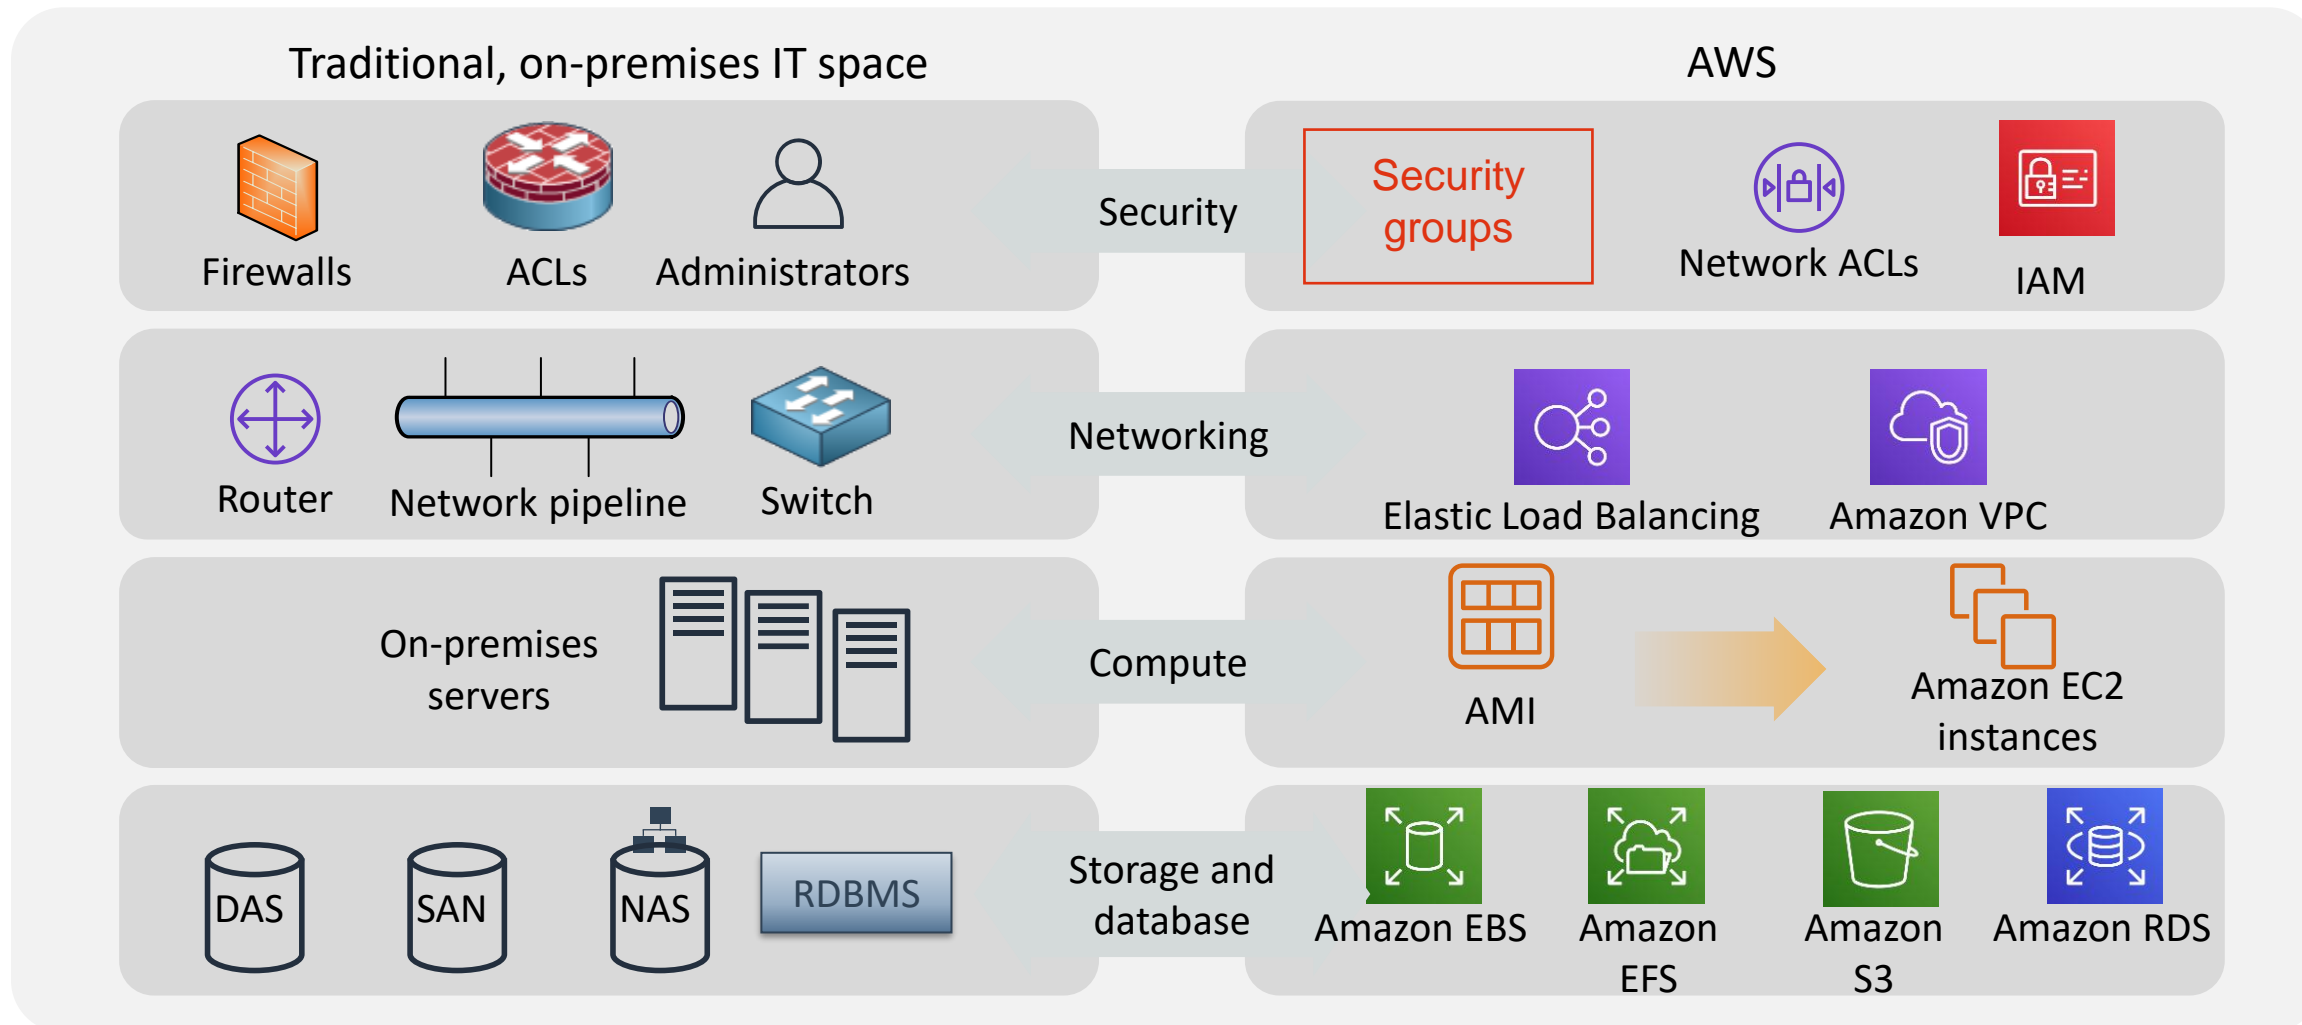 Traditional, on-premises IT space
AWS
Firewalls
ACLs
Administrators
Security
Security
groups
Network ACLs
IAM
Router
Network pipeline
Switch
Networking
Elastic Load Balancing
Amazon VPC
On-premises
servers
Compute
AMI
Amazon EC2
instances
DAS
SAN
NAS
RDBMS
Storage and
database
Amazon EBS
Amazon
EFS
Amazon
S3
Amazon RDS